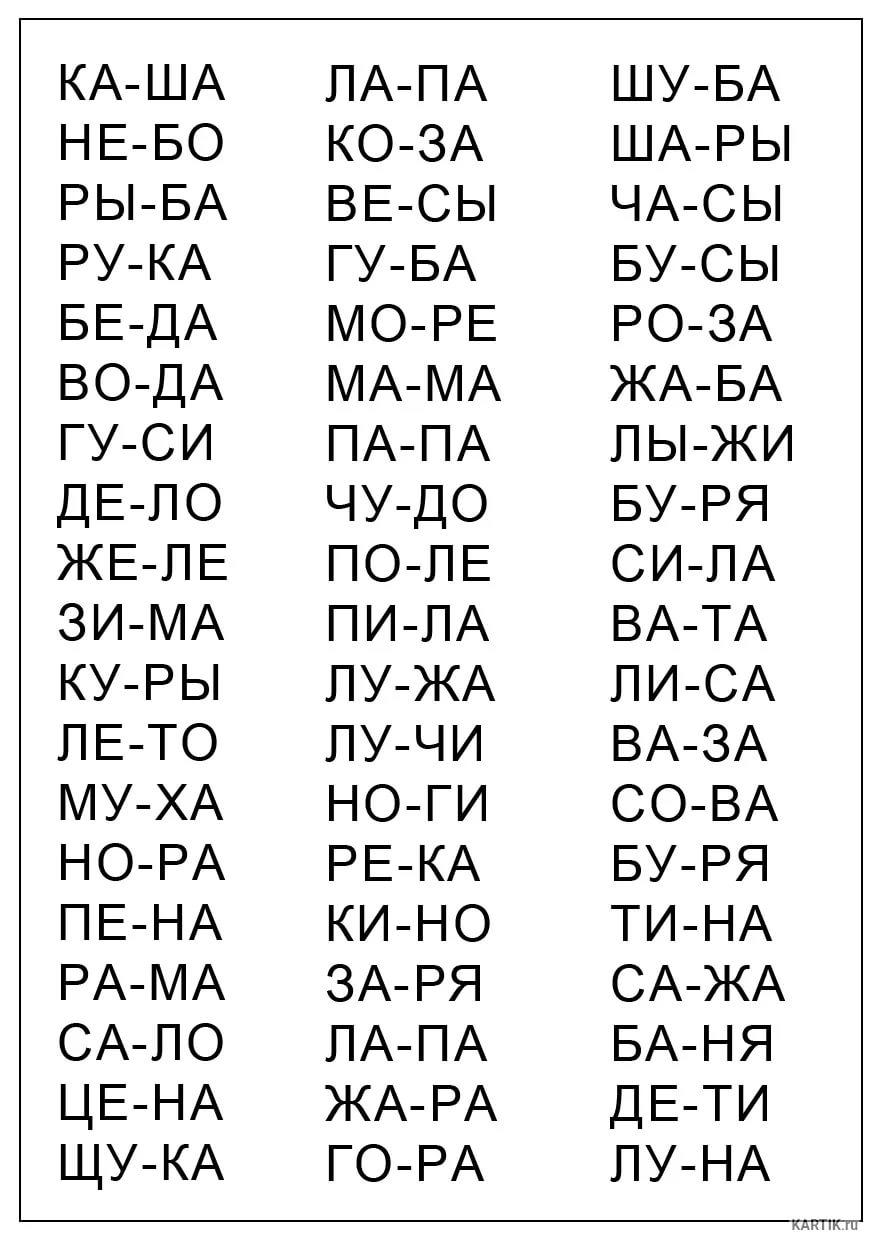 КА-ША ЛА-ПА ШУ-БА
НЕ-БО КО-ЗА ША-РЫ
РЫ-БА ВЕ-СЫ ЧА-СЫ
РУ-КА ГУ-БА БУ-СЫ
БЕ-ДА МО-РЕ РО-ЗА
ВО-ДА МА-МА ЖА-БА
ГУ-СИ ПА-ПА ЛЫ-ЖИ
ДЕ-ЛО ЧУ-ДО БУ-РЯ
ЖЕ-ЛЕ ПО-ЛЕ СИ-ЛА
ЗИ-МА ПИ-ЛА ВА-ТА
КУ-РЫ ЛУ-ЖА ЛИ-СА
ЛЕ-ТО ЛУ-ЧИ ВА-ЗА
МУ-ХА НО-ГИ СО-ВА
НО-РА РЕ-КА БУ-РЯ
ПЕ-НА КИ-НО ТИ-НА
РА-МА ЗА-РЯ СА-ЖА
СА-ЛО ЛА-ПА БА-НЯ
ЦЕ-НА ЖА-РА ДЕ-ТИ
ЩУ-КА ГО-РА ЛУ-НА
KARTIK.ru